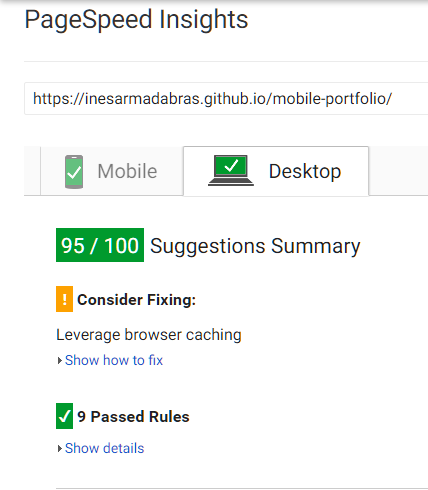 PageSpeed Insights
https://inesarmadabras.github.io/mobile-portfolio/
Mobile
Desktop
95 / 100 Suggestions Summary
! Consider Fixing:
Leverage browser caching
Show how to fix
9 Passed Rules
Show details